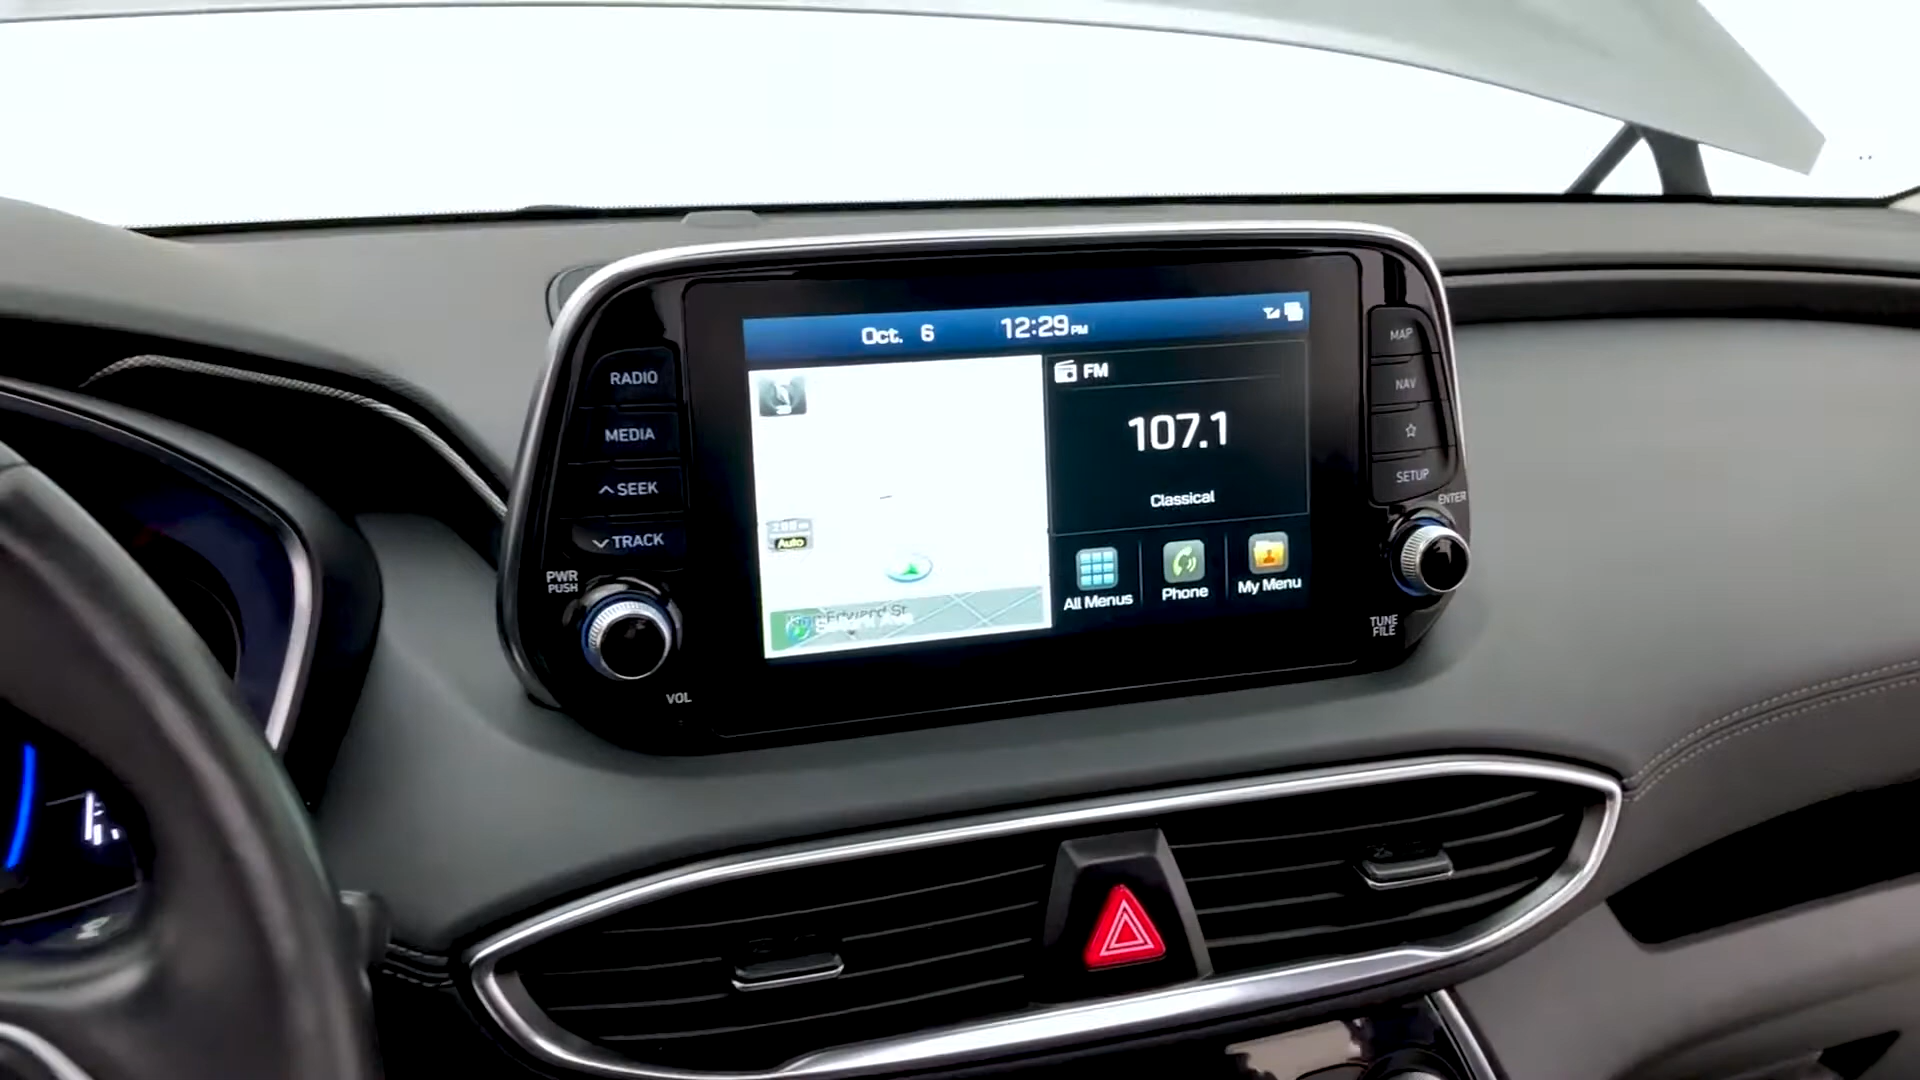 Oct. 6 12:29 PM
RADIO
MEDIA
SEEK
TRACK
PWR
PUSH
VOL
Auto
FM
107.1
Classical
All Menus
Phone
My Menu
MAP
NAV
SETUP
ENTER
TUNE
FILE